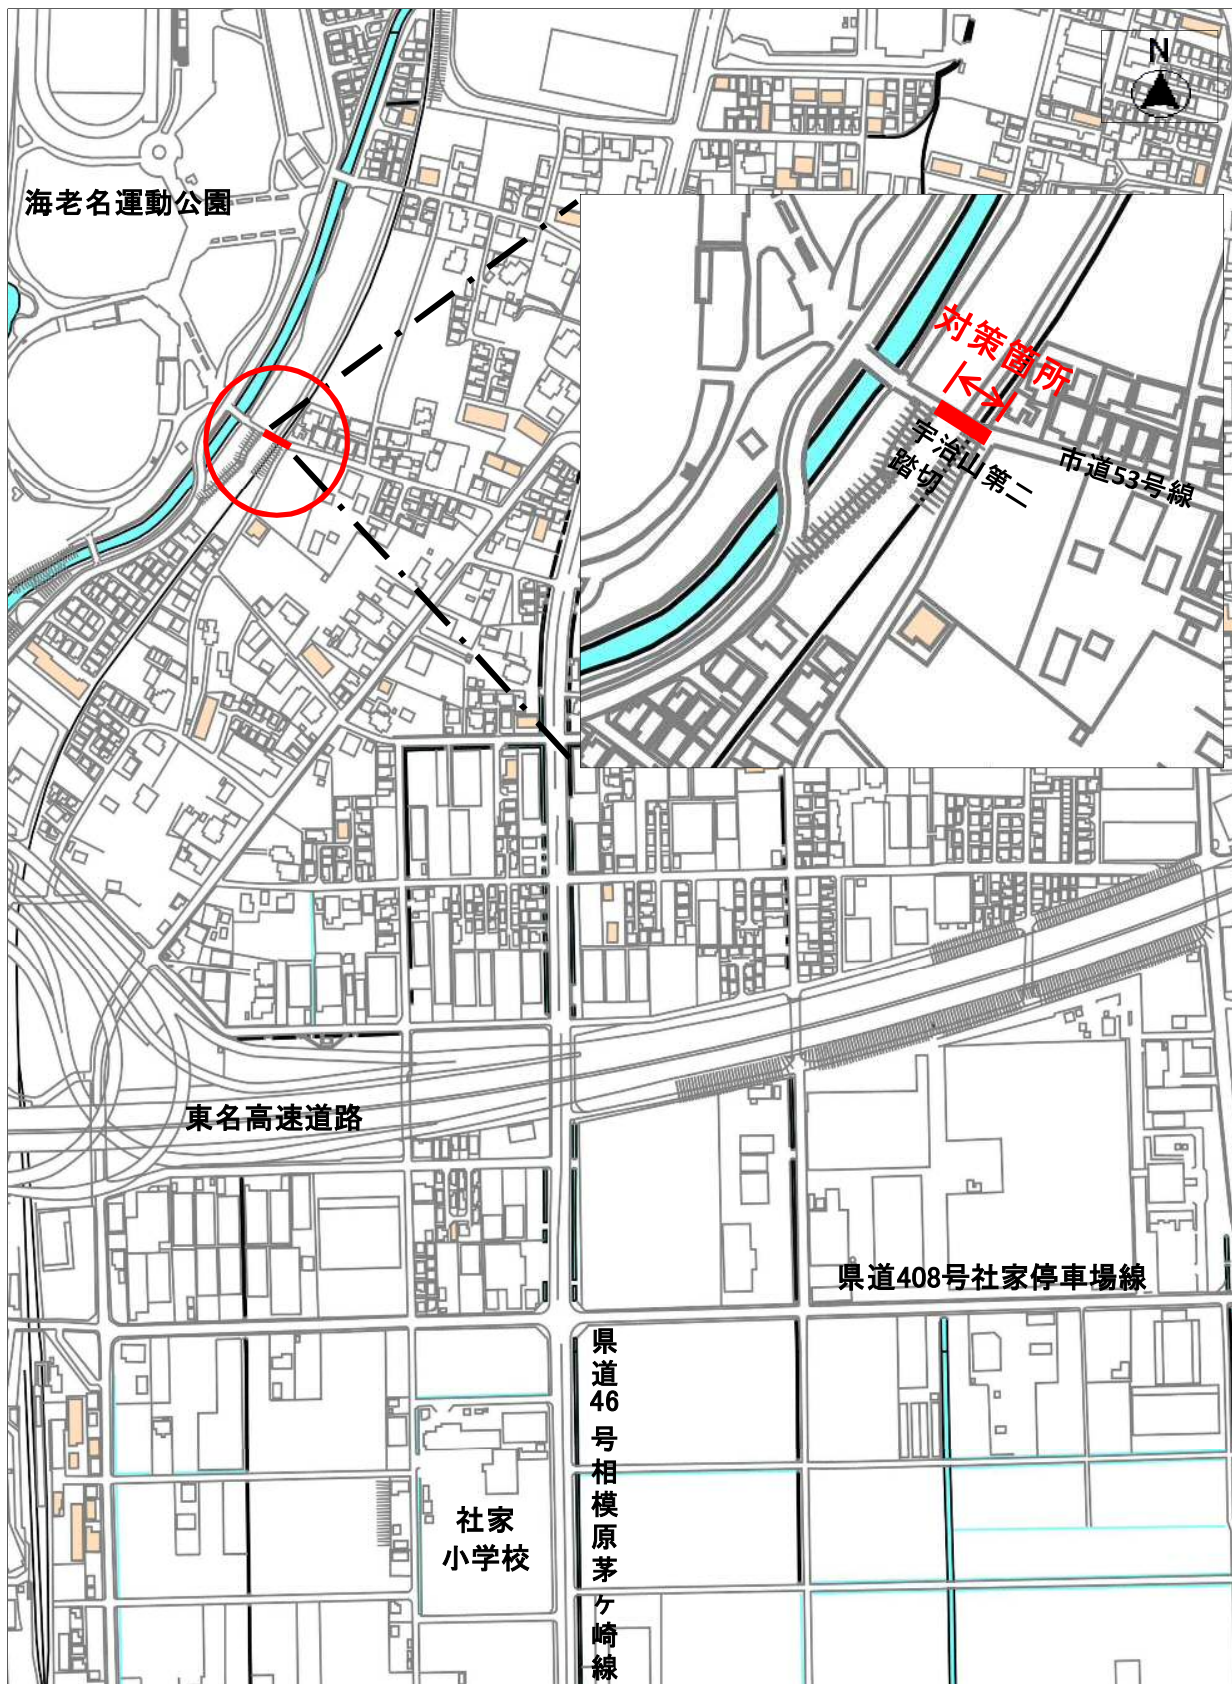 N
海老名運動公園
対策箇所
宇治山第二
踏切
市道53号線
東名高速道路
県道408号社家停車場線
県道46号相模原茅ヶ崎線
社家
小学校